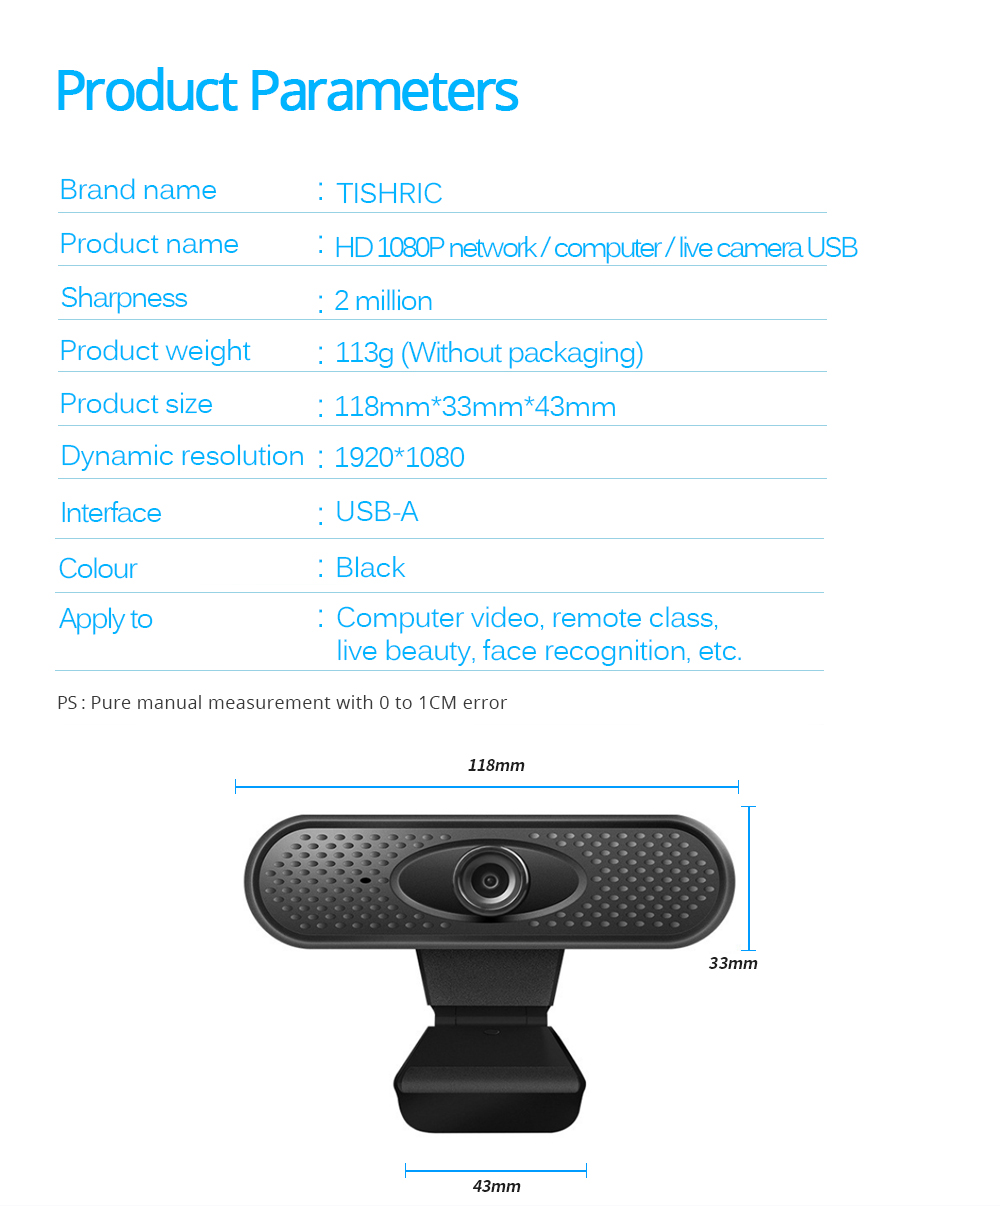 Product Parameters
Brand name : TISHRIC
Product name : HD 1080P network / computer / live camera USB
Sharpness : 2 million
Product weight : 113g (Without packaging)
Product size : 118mm*33mm*43mm
Dynamic resolution : 1920*1080
Interface : USB-A
Colour : Black
Apply to : Computer video, remote class,
live beauty, face recognition, etc.
PS : Pure manual measurement with 0 to 1CM error
118mm
33mm
43mm